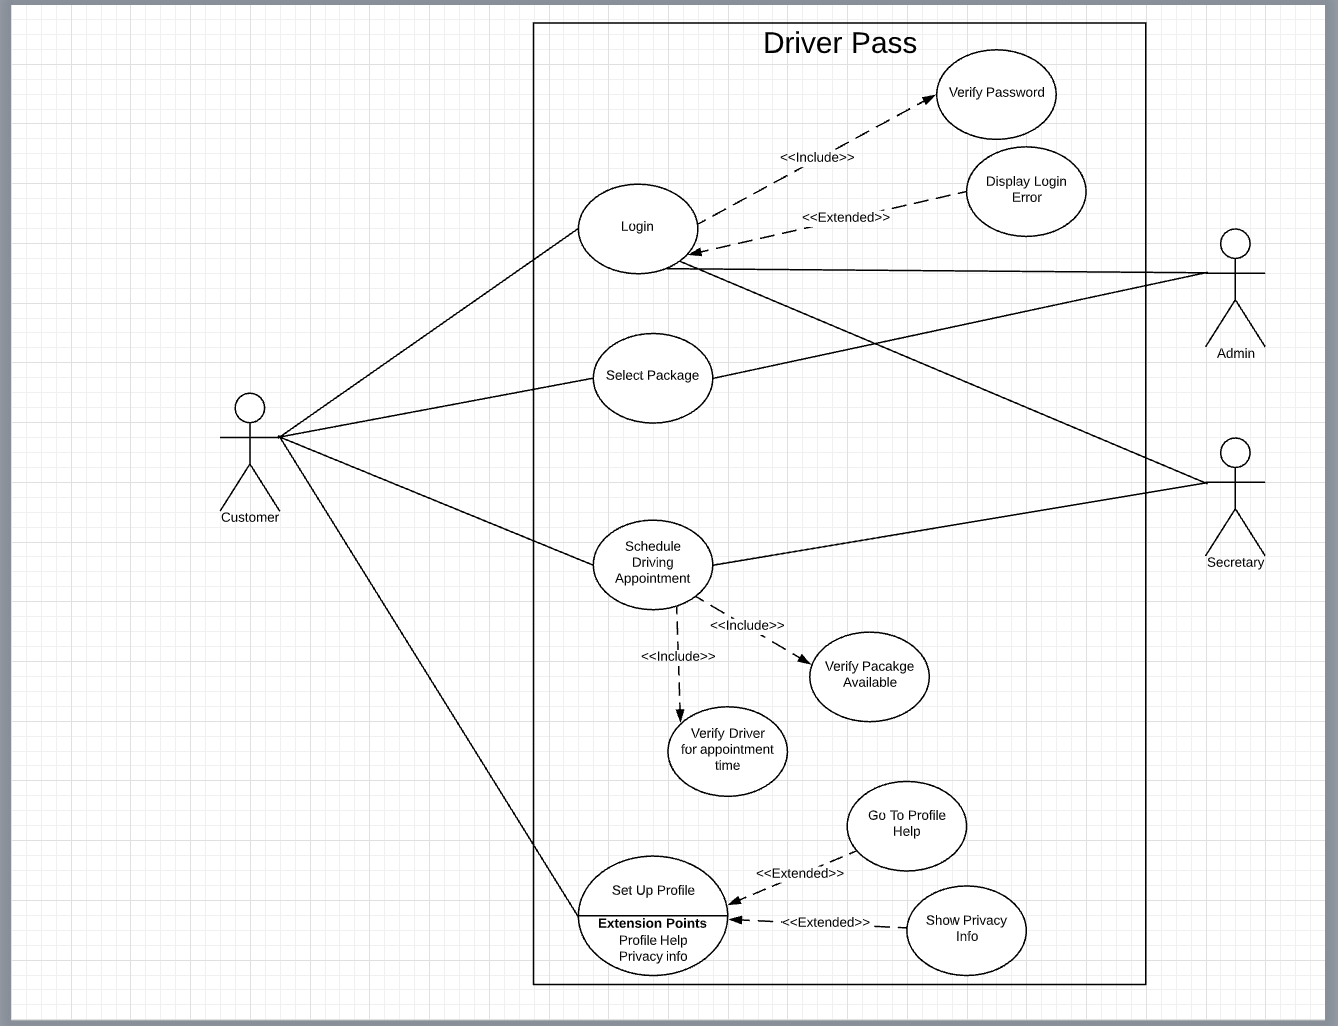 Driver Pass
Verify Password
<<Include>>
Display Login
Error
<<Extended>>
Login
Admin
Select Package
Customer
Secretary
Schedule
Driving
Appointment
<<Include>>
<<Include>>
Verify Pacakge
Available
Verify Driver
for appointment
time
Go To Profile
Help
<<Extended>>
Set Up Profile
Extension Points
Profile Help
Privacy info
<<Extended>>
Show Privacy
Info